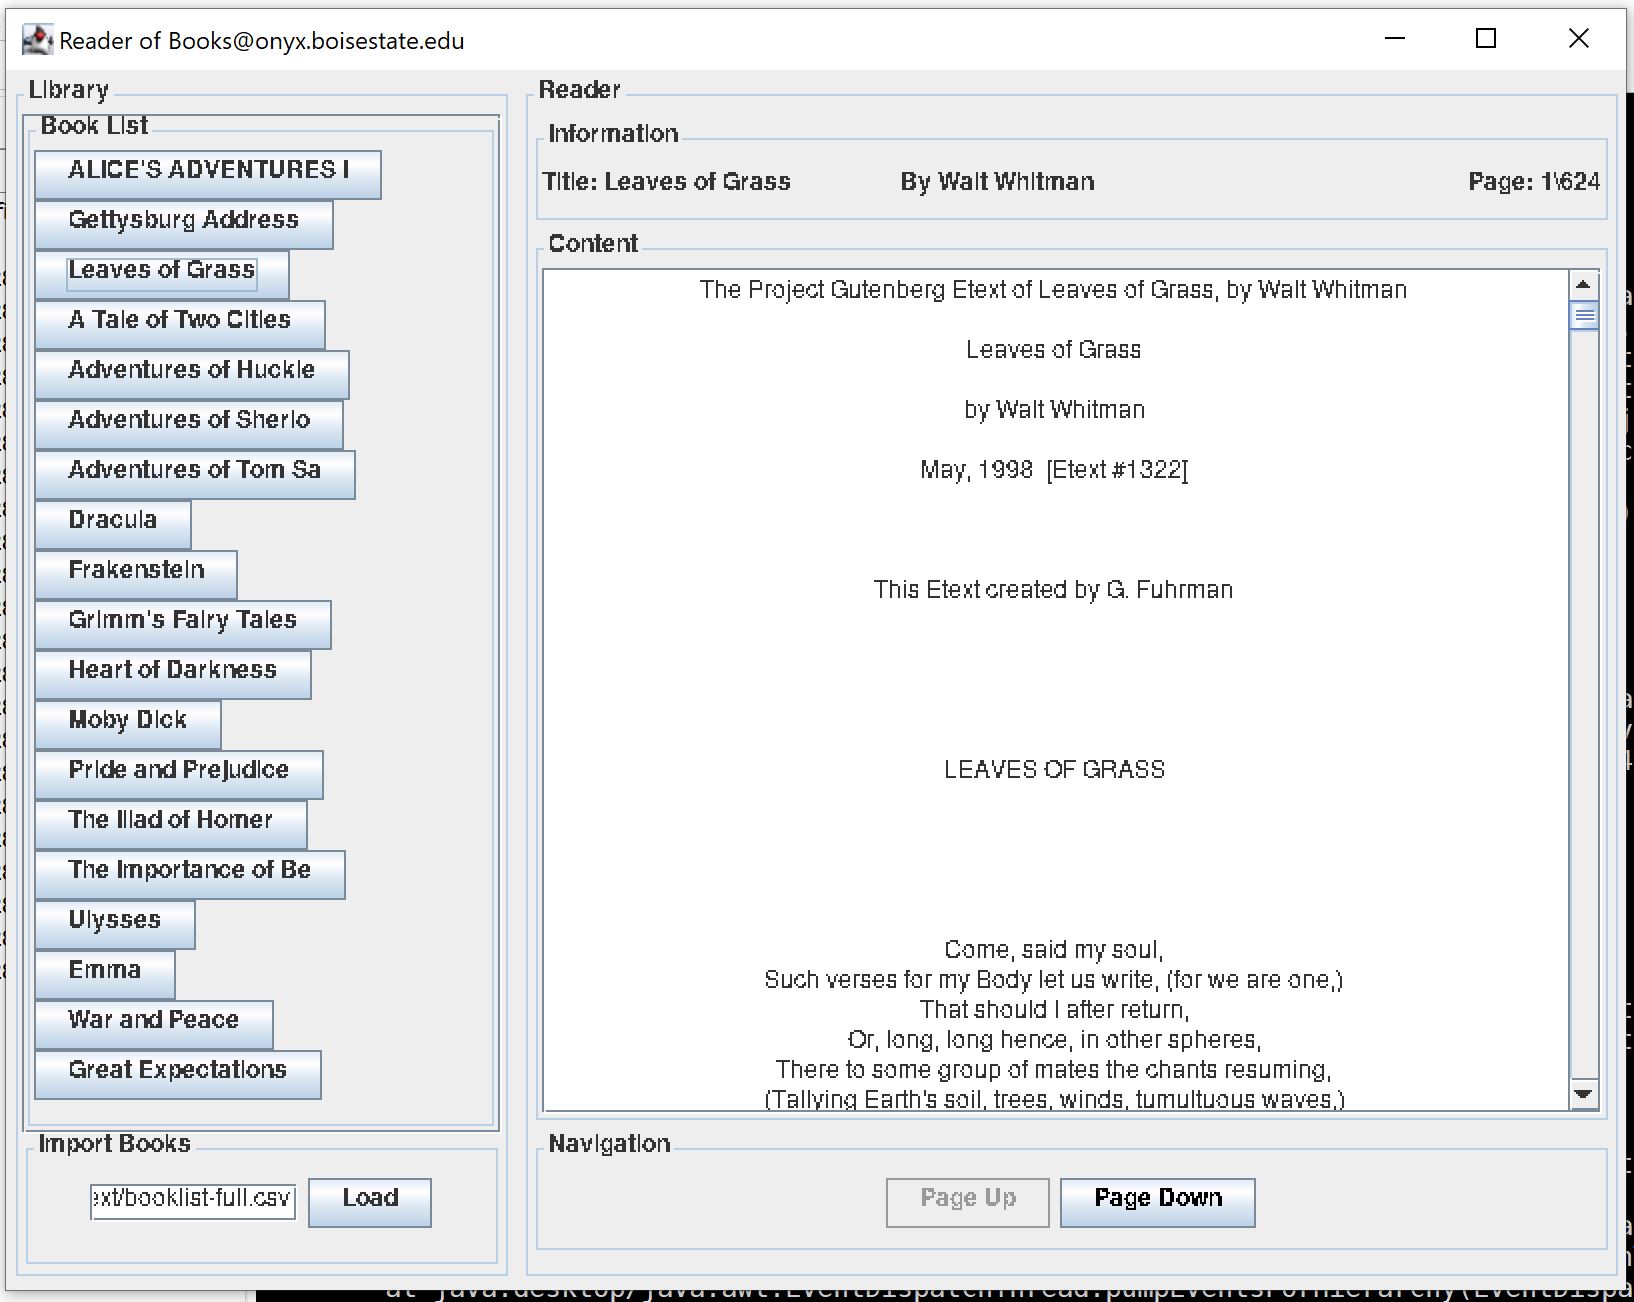 Reader of Books@onyx.boisestate.edu
Library
Book List
ALICE'S ADVENTURES I
Gettysburg Address
Leaves of Grass
A Tale of Two Cities
Adventures of Huckle
Adventures of Sherlo
Adventures of Tom Sa
Dracula
Frakenstein
Grimm's Fairy Tales
Heart of Darkness
Moby Dick
Pride and Prejudice
The Iliad of Homer
The Importance of Be
Ulysses
Emma
War and Peace
Great Expectations
Import Books
ext/booklist-full.csv
Load
Reader
Information
Title: Leaves of Grass By Walt Whitman Page: 1\624
Content
The Project Gutenberg Etext of Leaves of Grass, by Walt Whitman
Leaves of Grass
by Walt Whitman
May, 1998 [Etext #1322]
This Etext created by G. Fuhrman
LEAVES OF GRASS
Come, said my soul,
Such verses for my Body let us write, (for we are one,)
That should I after return,
Or, long, long hence, in other spheres,
There to some group of mates the chants resuming,
(Tallying Earth's soil, trees, winds, tumultuous waves,)
Navigation
Page Up
Page Down
at java.desktop/java.awt.EventDispatchThread.pumpEventsForHierarchy(EventDispa